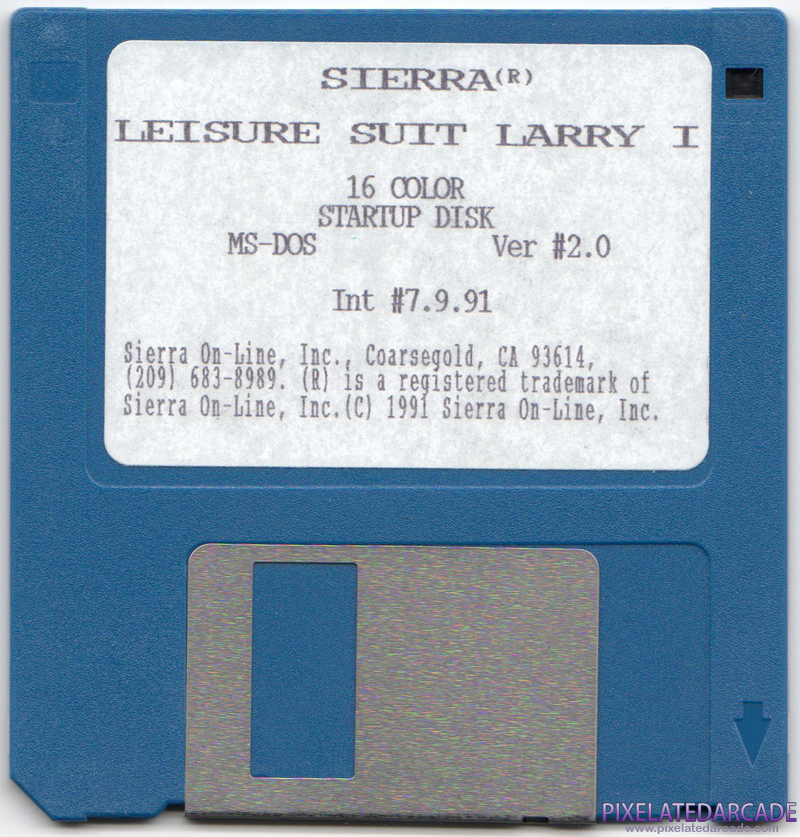 SIERRA(R)
LEISURE SUIT LARRY I
16 COLOR
STARTUP DISK
MS-DOS Ver #2.0
Int #7.9.91
Sierra On-Line, Inc., Coarsegold, CA 93614,
(209) 683-8989. (R) is a registered trademark of
Sierra On-Line, Inc.(C) 1991 Sierra On-Line, Inc.
PIXELATEDARCADE
www.pixelatedarcade.com